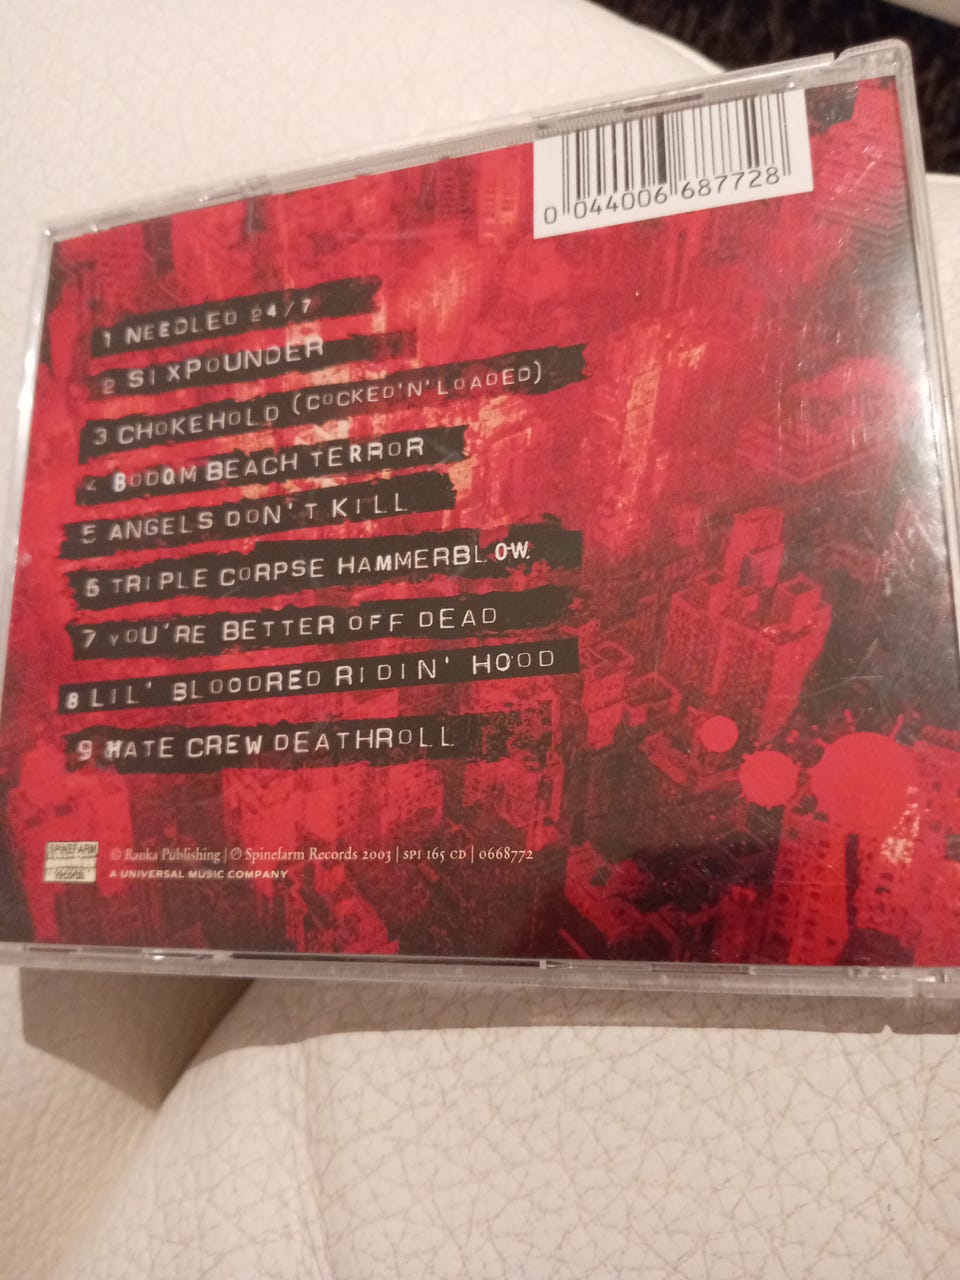 0 044006 687728
1 NEEDLED 24/7
2 SIXPOUNDER
3 CHOKEHOLD (COCKED'N'LOADED)
4 BODOM BEACH TERROR
5 ANGELS DON'T KILL
6 TRIPLE CORPSE HAMMERBLOW
7 YOU'RE BETTER OFF DEAD
8 LIL' BLOODRED RIDIN' HOOD
9 HATE CREW DEATHROLL
SPINEFARM
records
© Ranka Publishing | ℗ Spinefarm Records 2003 | SPI 165 CD | 0668772
A UNIVERSAL MUSIC COMPANY